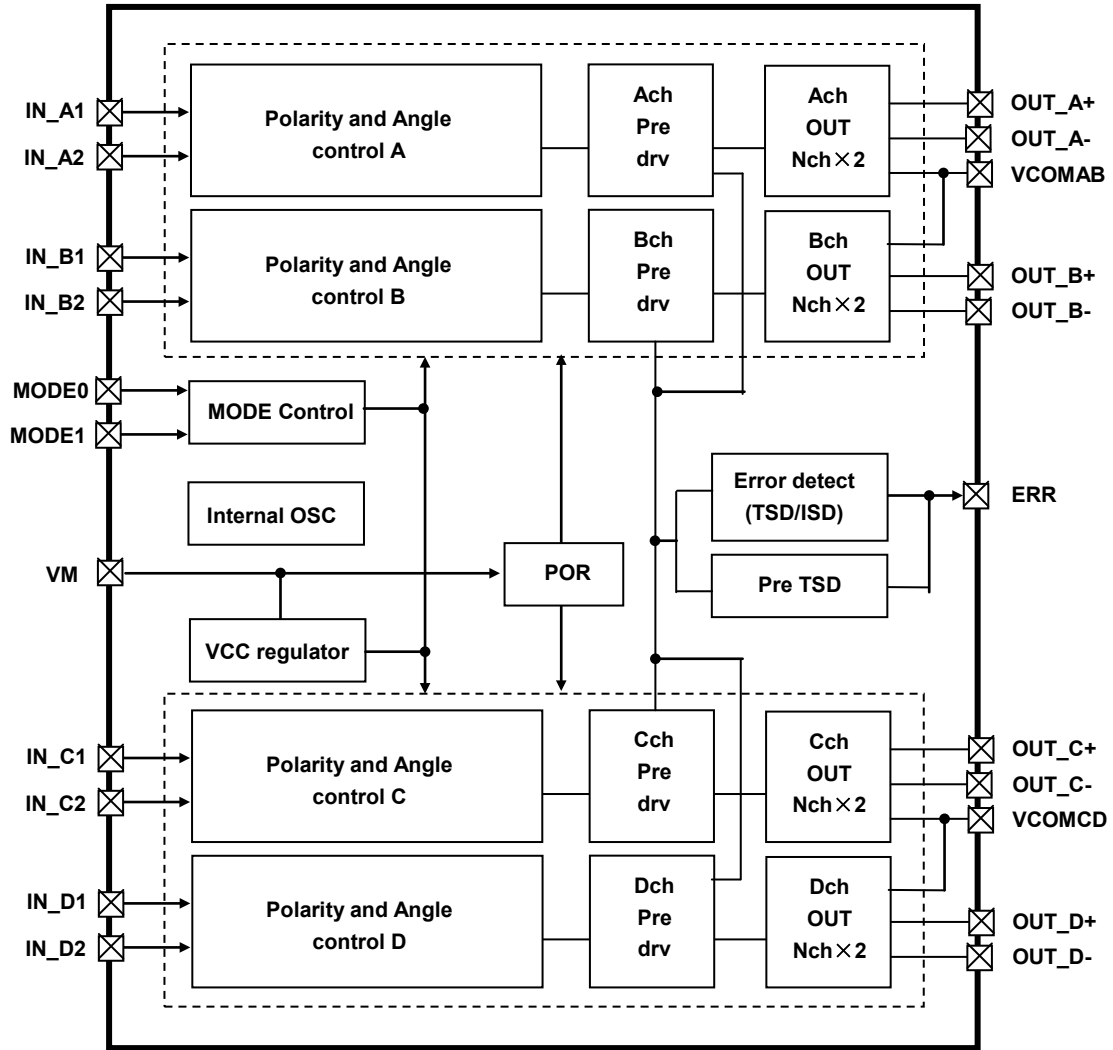 IN_A1
IN_A2
Polarity and Angle
control A
Ach
Pre
drv
Ach
OUT
Nch×2
OUT_A+
OUT_A-
VCOMAB
IN_B1
IN_B2
Polarity and Angle
control B
Bch
Pre
drv
Bch
OUT
Nch×2
OUT_B+
OUT_B-
MODE0
MODE1
MODE Control
Internal OSC
VM
VCC regulator
POR
Error detect
(TSD/ISD)
Pre TSD
ERR
IN_C1
IN_C2
Polarity and Angle
control C
Cch
Pre
drv
Cch
OUT
Nch×2
OUT_C+
OUT_C-
VCOMCD
IN_D1
IN_D2
Polarity and Angle
control D
Dch
Pre
drv
Dch
OUT
Nch×2
OUT_D+
OUT_D-